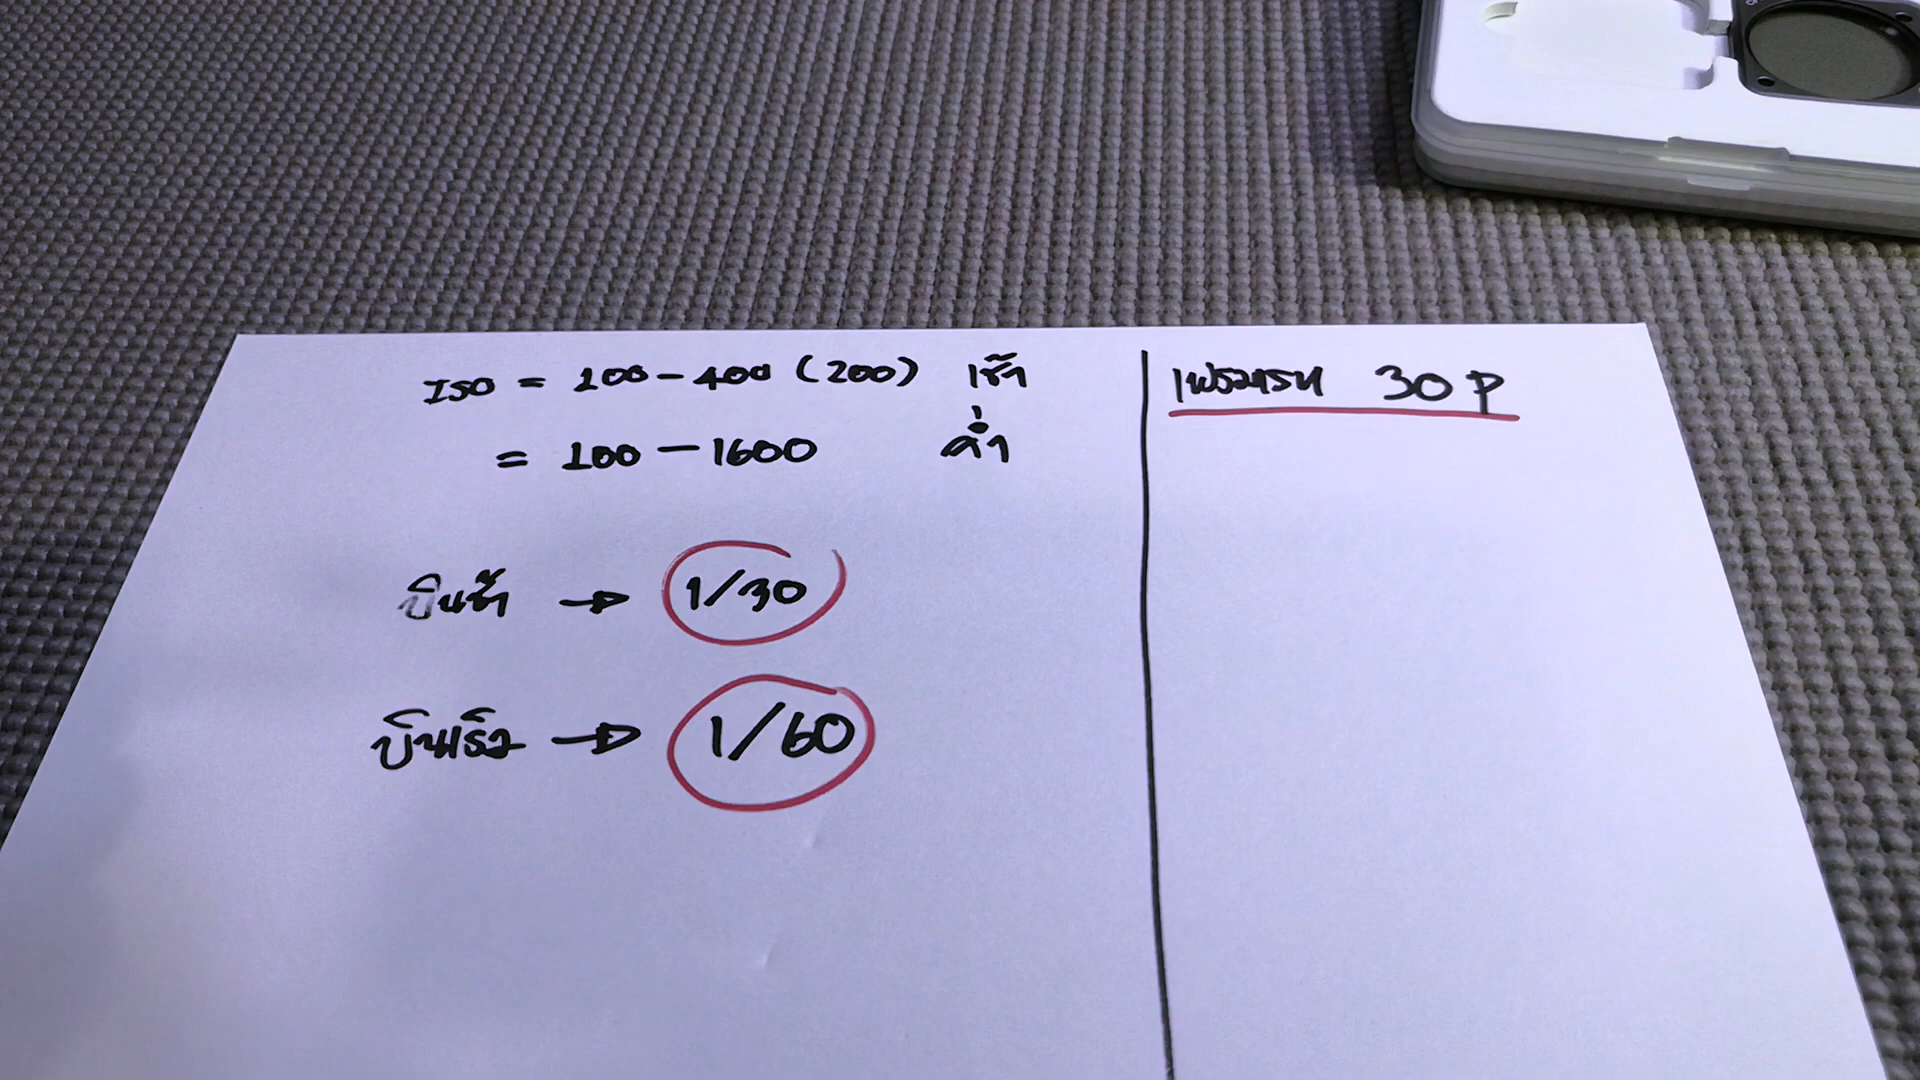 ISO = 100 - 400 (200) เช้า
= 100 - 1600 ค่ำ
บินช้า → 1/30
บินเร็ว → 1/60
เฟรมเรท 30 P